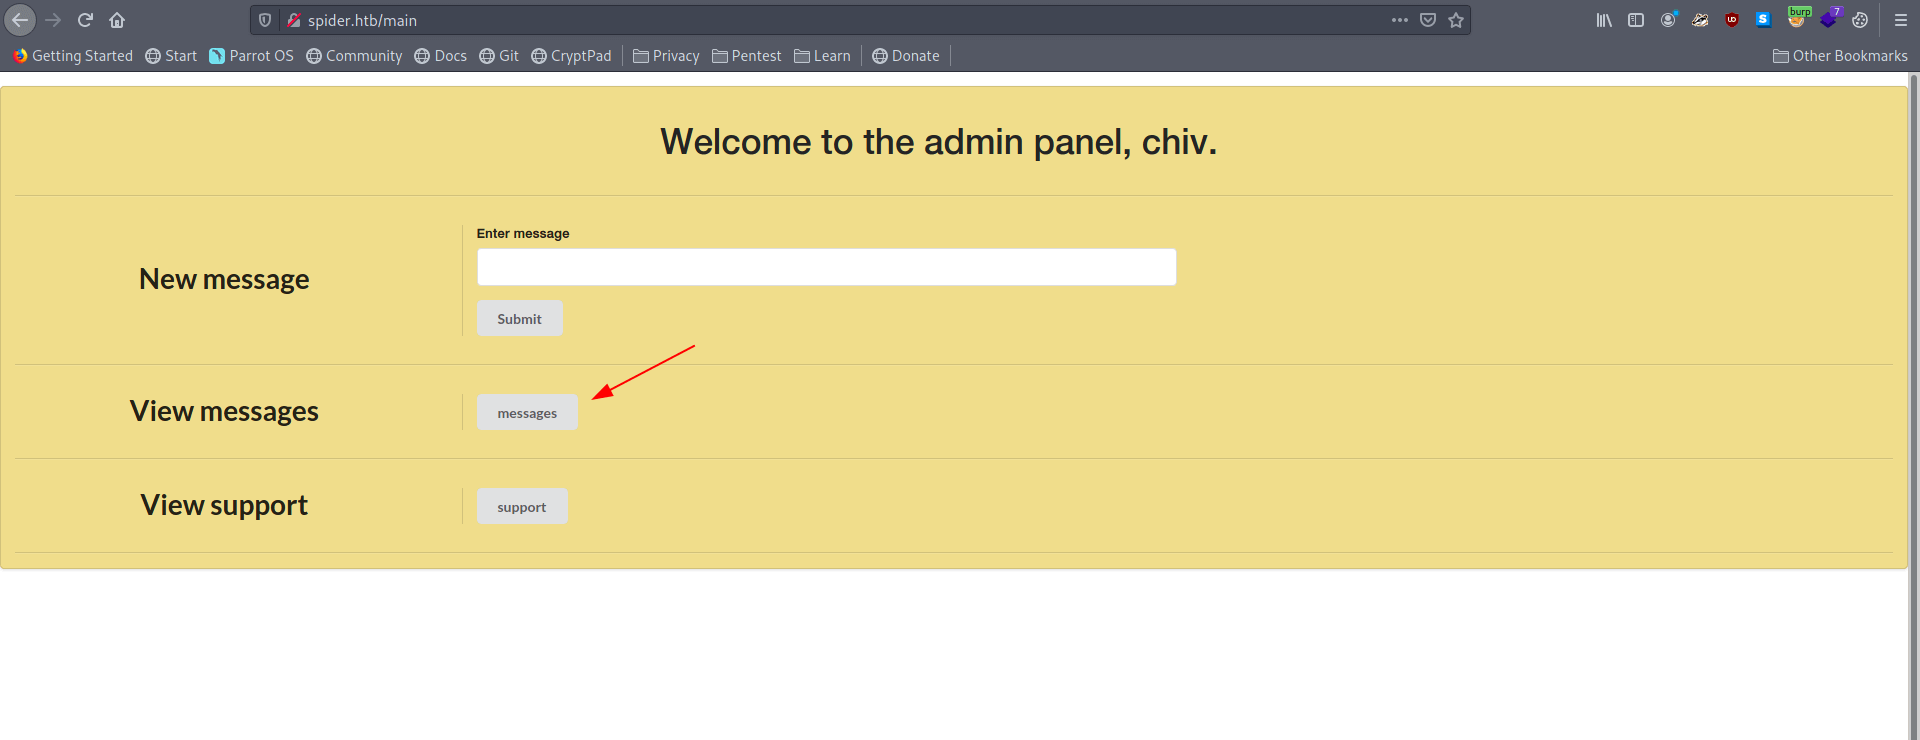 spider.htb/main
burp
7
Getting Started Start Parrot OS Community Docs Git CryptPad Privacy Pentest Learn Donate Other Bookmarks
Welcome to the admin panel, chiv.
Enter message
New message
Submit
View messages
messages
View support
support